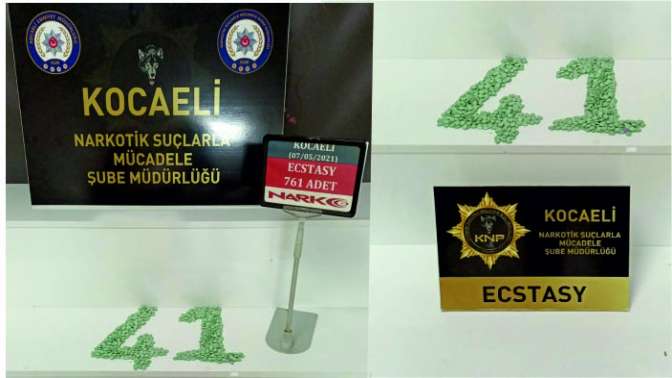 KOCAELİ
NARKOTİK SUÇLARLA
MÜCADELE
ŞUBE MÜDÜRLÜĞÜ
KOCAELİ
(07/05/2021)
ECSTASY
761 ADET
NARKO
41
41
KNP
KOCAELİ
NARKOTİK SUÇLARLA
MÜCADELE
ŞUBE MÜDÜRLÜĞÜ
ECSTASY